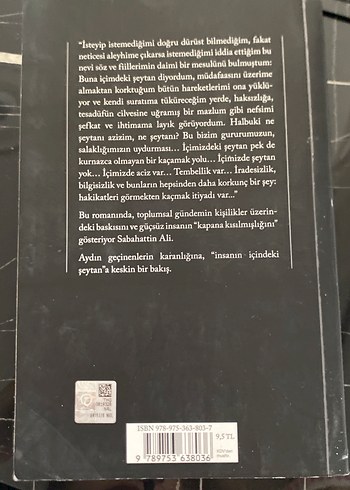 "İsteyip istemediğimi doğru dürüst bilmediğim, fakat
neticesi aleyhime çıkarsa istemediğimi iddia ettiğim bu
nevi söz ve fiillerimin daimi bir mesulünü bulmuştum:
Buna içimdeki şeytan diyordum, müdafaasını üzerime
almaktan korktuğum bütün hareketlerimi ona yüklü-
yor ve kendi suratıma tüküreceğim yerde, haksızlığa,
tesadüfün cilvesine uğramış bir mazlum gibi nefsimi
şefkat ve ihtimama layık görüyordum. Halbuki ne
şeytanı azizim, ne şeytanı? Bu bizim gururumuzun,
salaklığımızın uydurması... İçimizdeki şeytan pek de
kurnazca olmayan bir kaçamak yolu... İçimizde şeytan
yok... İçimizde aciz var... Tembellik var... İradesizlik,
bilgisizlik ve bunların hepsinden daha korkunç bir şey:
hakikatleri görmekten kaçmak itiyadı var..."
Bu romanında, toplumsal gündemin kişilikler üzerin-
deki baskısını ve güçsüz insanın "kapana kısılmışlığını"
gösteriyor Sabahattin Ali.
Aydın geçinenlerin karanlığına, "insanın içindeki
şeytan"a keskin bir bakış.
ISBN 978-975-363-803-7
9,5 TL
9 789753 638036